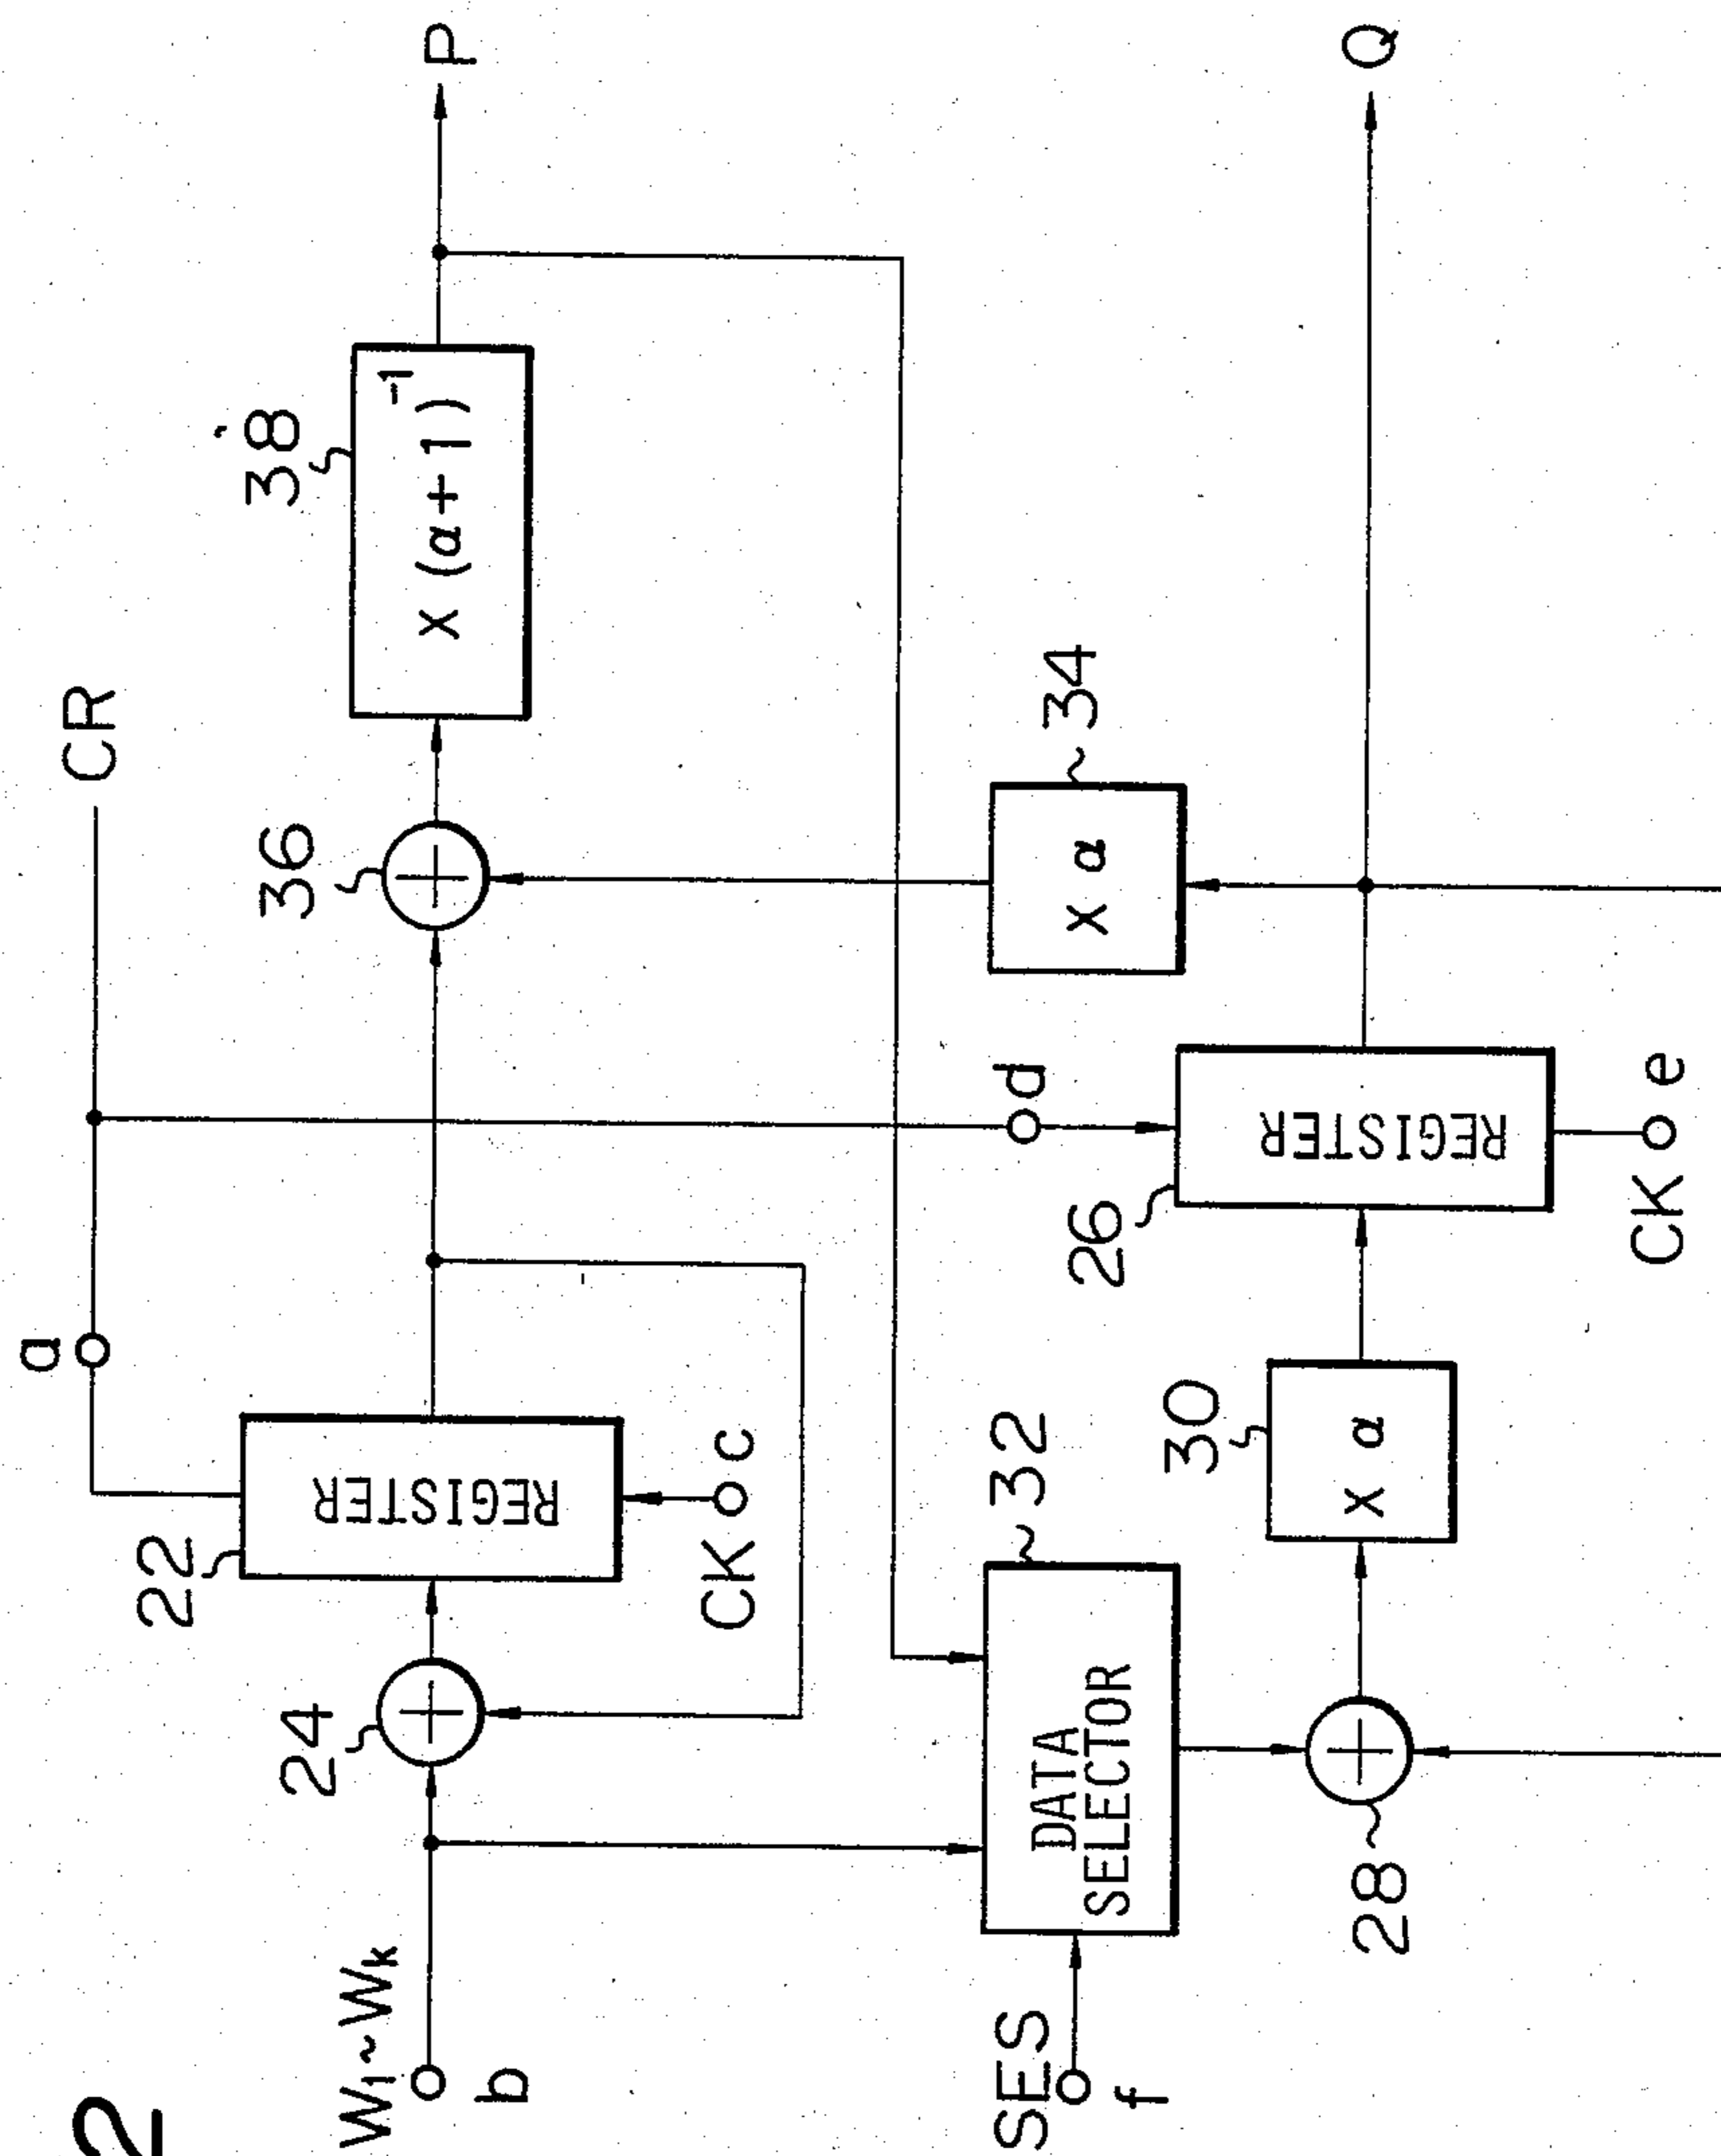 2
CR
a
W1~Wk
b
24
22
REGISTER
CK
c
36
38
x (α+1)⁻¹
P
SES
f
DATA
SELECTOR
32
d
34
x α
28
30
x α
26
REGISTER
CK
e
Q